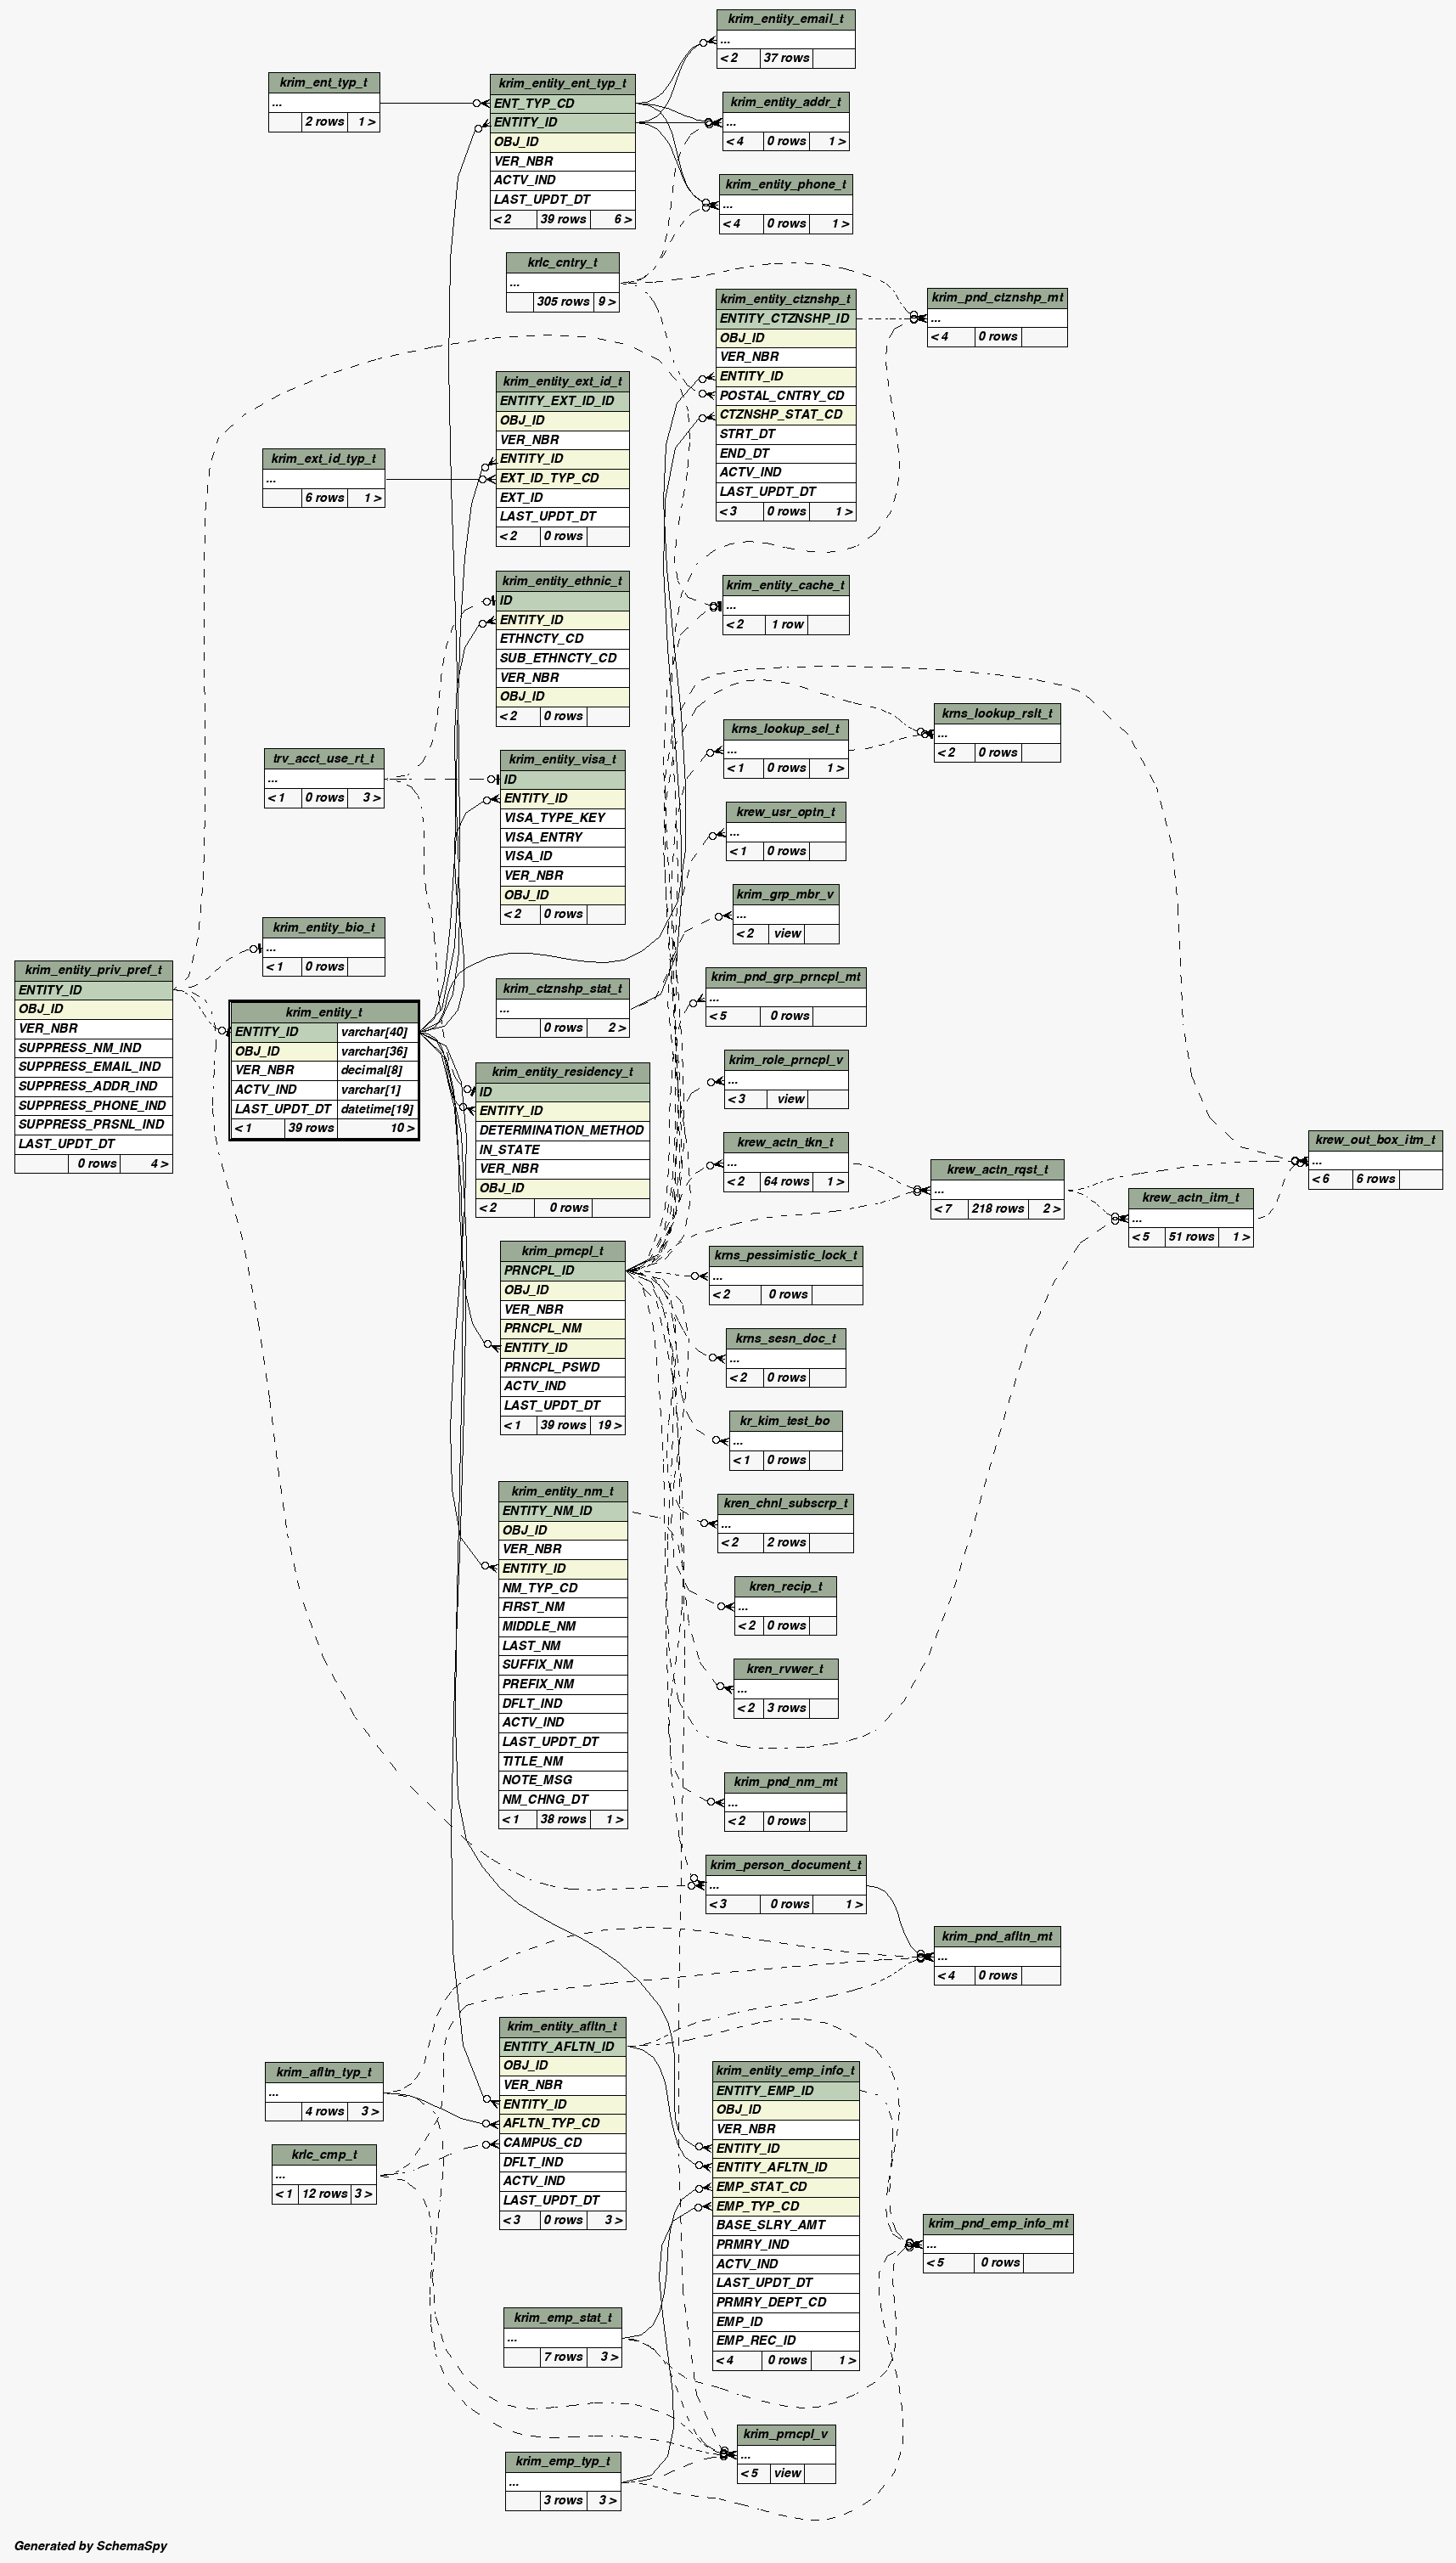 krim_entity_email_t
...
< 2 37 rows
krim_ent_typ_t
...
2 rows 1 >
krim_entity_ent_typ_t
ENT_TYP_CD
ENTITY_ID
OBJ_ID
VER_NBR
ACTV_IND
LAST_UPDT_DT
< 2 39 rows 6 >
krim_entity_addr_t
...
< 4 0 rows 1 >
krim_entity_phone_t
...
< 4 0 rows 1 >
krlc_cntry_t
...
305 rows 9 >
krim_entity_ctznshp_t
ENTITY_CTZNSHP_ID
OBJ_ID
VER_NBR
ENTITY_ID
POSTAL_CNTRY_CD
CTZNSHP_STAT_CD
STRT_DT
END_DT
ACTV_IND
LAST_UPDT_DT
< 3 0 rows 1 >
krim_pnd_ctznshp_mt
...
< 4 0 rows
krim_entity_ext_id_t
ENTITY_EXT_ID_ID
OBJ_ID
VER_NBR
ENTITY_ID
EXT_ID_TYP_CD
EXT_ID
LAST_UPDT_DT
< 2 0 rows
krim_ext_id_typ_t
...
6 rows 1 >
krim_entity_ethnic_t
ID
ENTITY_ID
ETHNCTY_CD
SUB_ETHNCTY_CD
VER_NBR
OBJ_ID
< 2 0 rows
krim_entity_cache_t
...
< 2 1 row
krns_lookup_rslt_t
...
< 2 0 rows
krns_lookup_sel_t
...
< 1 0 rows 1 >
trv_acct_use_rt_t
...
< 1 0 rows 3 >
krim_entity_visa_t
ID
ENTITY_ID
VISA_TYPE_KEY
VISA_ENTRY
VISA_ID
VER_NBR
OBJ_ID
< 2 0 rows
krew_usr_optn_t
...
< 1 0 rows
krim_grp_mbr_v
...
< 2 view
krim_entity_bio_t
...
< 1 0 rows
krim_entity_priv_pref_t
ENTITY_ID
OBJ_ID
VER_NBR
SUPPRESS_NM_IND
SUPPRESS_EMAIL_IND
SUPPRESS_ADDR_IND
SUPPRESS_PHONE_IND
SUPPRESS_PRSNL_IND
LAST_UPDT_DT
0 rows 4 >
krim_entity_t
ENTITY_ID varchar[40]
OBJ_ID varchar[36]
VER_NBR decimal[8]
ACTV_IND varchar[1]
LAST_UPDT_DT datetime[19]
< 1 39 rows 10 >
krim_ctznshp_stat_t
...
0 rows 2 >
krim_pnd_grp_prncpl_mt
...
< 5 0 rows
krim_entity_residency_t
ID
ENTITY_ID
DETERMINATION_METHOD
IN_STATE
VER_NBR
OBJ_ID
< 2 0 rows
krim_role_prncpl_v
...
< 3 view
krew_actn_tkn_t
...
< 2 64 rows 1 >
krew_actn_rqst_t
...
< 7 218 rows 2 >
krew_out_box_itm_t
...
< 6 6 rows
krew_actn_itm_t
...
< 5 51 rows 1 >
krim_prncpl_t
PRNCPL_ID
OBJ_ID
VER_NBR
PRNCPL_NM
ENTITY_ID
PRNCPL_PSWD
ACTV_IND
LAST_UPDT_DT
< 1 39 rows 19 >
krns_pessimistic_lock_t
...
< 2 0 rows
krns_sesn_doc_t
...
< 2 0 rows
kr_kim_test_bo
...
< 1 0 rows
krim_entity_nm_t
ENTITY_NM_ID
OBJ_ID
VER_NBR
ENTITY_ID
NM_TYP_CD
FIRST_NM
MIDDLE_NM
LAST_NM
SUFFIX_NM
PREFIX_NM
DFLT_IND
ACTV_IND
LAST_UPDT_DT
TITLE_NM
NOTE_MSG
NM_CHNG_DT
< 1 38 rows 1 >
kren_chnl_subscrp_t
...
< 2 2 rows
kren_recip_t
...
< 2 0 rows
kren_rvwer_t
...
< 2 3 rows
krim_pnd_nm_mt
...
< 2 0 rows
krim_person_document_t
...
< 3 0 rows 1 >
krim_pnd_afltn_mt
...
< 4 0 rows
krim_entity_afltn_t
ENTITY_AFLTN_ID
OBJ_ID
VER_NBR
ENTITY_ID
AFLTN_TYP_CD
CAMPUS_CD
DFLT_IND
ACTV_IND
LAST_UPDT_DT
< 3 0 rows 3 >
krim_afltn_typ_t
...
4 rows 3 >
krlc_cmp_t
...
< 1 12 rows 3 >
krim_entity_emp_info_t
ENTITY_EMP_ID
OBJ_ID
VER_NBR
ENTITY_ID
ENTITY_AFLTN_ID
EMP_STAT_CD
EMP_TYP_CD
BASE_SLRY_AMT
PRMRY_IND
ACTV_IND
LAST_UPDT_DT
PRMRY_DEPT_CD
EMP_ID
EMP_REC_ID
< 4 0 rows 1 >
krim_pnd_emp_info_mt
...
< 5 0 rows
krim_emp_stat_t
...
7 rows 3 >
krim_prncpl_v
...
< 5 view
krim_emp_typ_t
...
3 rows 3 >
Generated by SchemaSpy